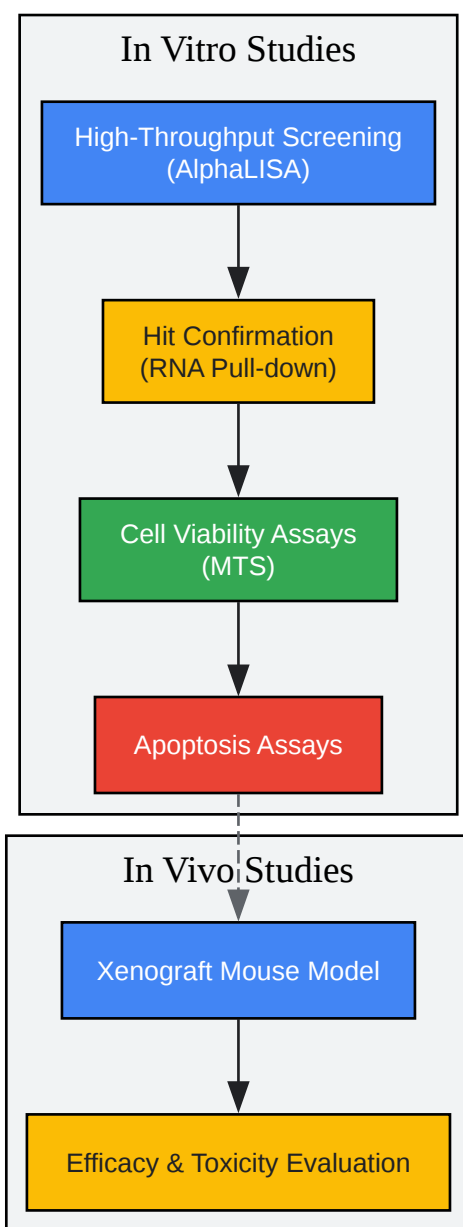 In Vitro Studies
High-Throughput Screening
(AlphaLISA)
Hit Confirmation
(RNA Pull-down)
Cell Viability Assays
(MTS)
Apoptosis Assays
In Vivo Studies
Xenograft Mouse Model
Efficacy & Toxicity Evaluation